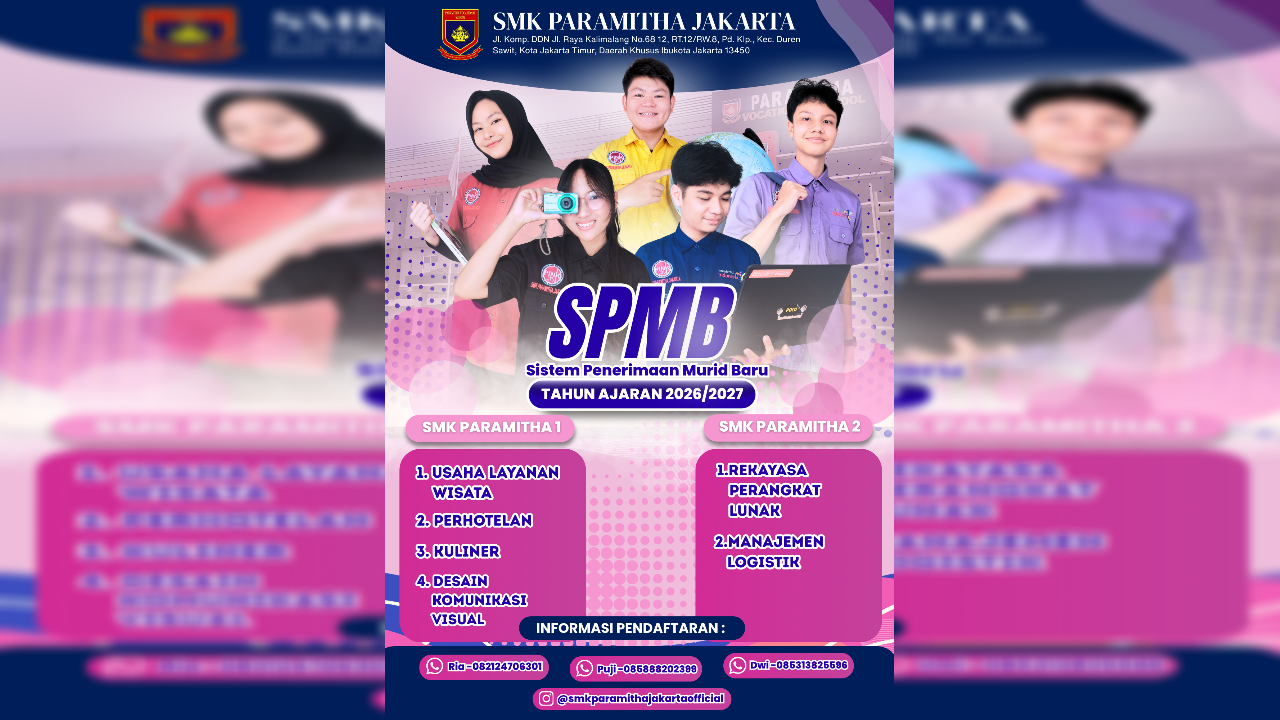 SMK PARAMITHA JAKARTA
Jl. Komp. DDN Jl. Raya Kalimalang No.68 12, RT.12/RW.8, Pd. Klp., Kec. Duren
Sawit, Kota Jakarta Timur, Daerah Khusus Ibukota Jakarta 13450
PARAMITHA
SPMB
Sistem Penerimaan Murid Baru
TAHUN AJARAN 2026/2027
SMK PARAMITHA 1
1. USAHA LAYANAN
WISATA
2. PERHOTELAN
3. KULINER
4. DESAIN
KOMUNIKASI
VISUAL
SMK PARAMITHA 2
1.REKAYASA
PERANGKAT
LUNAK
2.MANAJEMEN
LOGISTIK
INFORMASI PENDAFTARAN :
Ria -082124706301
Puji -085888202399
Dwi -085313825596
@smkparamithajakartaofficial